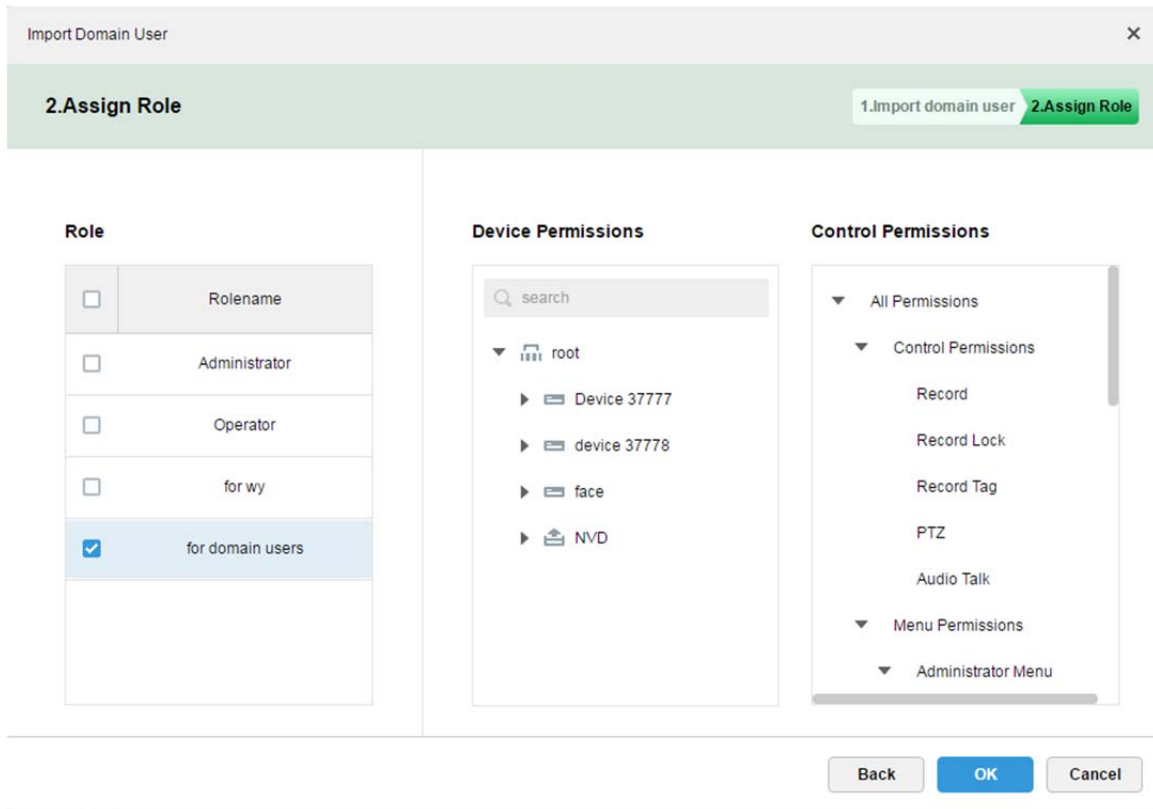 Import Domain User
2.Assign Role
1.Import domain user
2.Assign Role
Role
Rolename
Administrator
Operator
for wy
for domain users
Device Permissions
search
root
Device 37777
device 37778
face
NVD
Control Permissions
All Permissions
Control Permissions
Record
Record Lock
Record Tag
PTZ
Audio Talk
Menu Permissions
Administrator Menu
Back
OK
Cancel